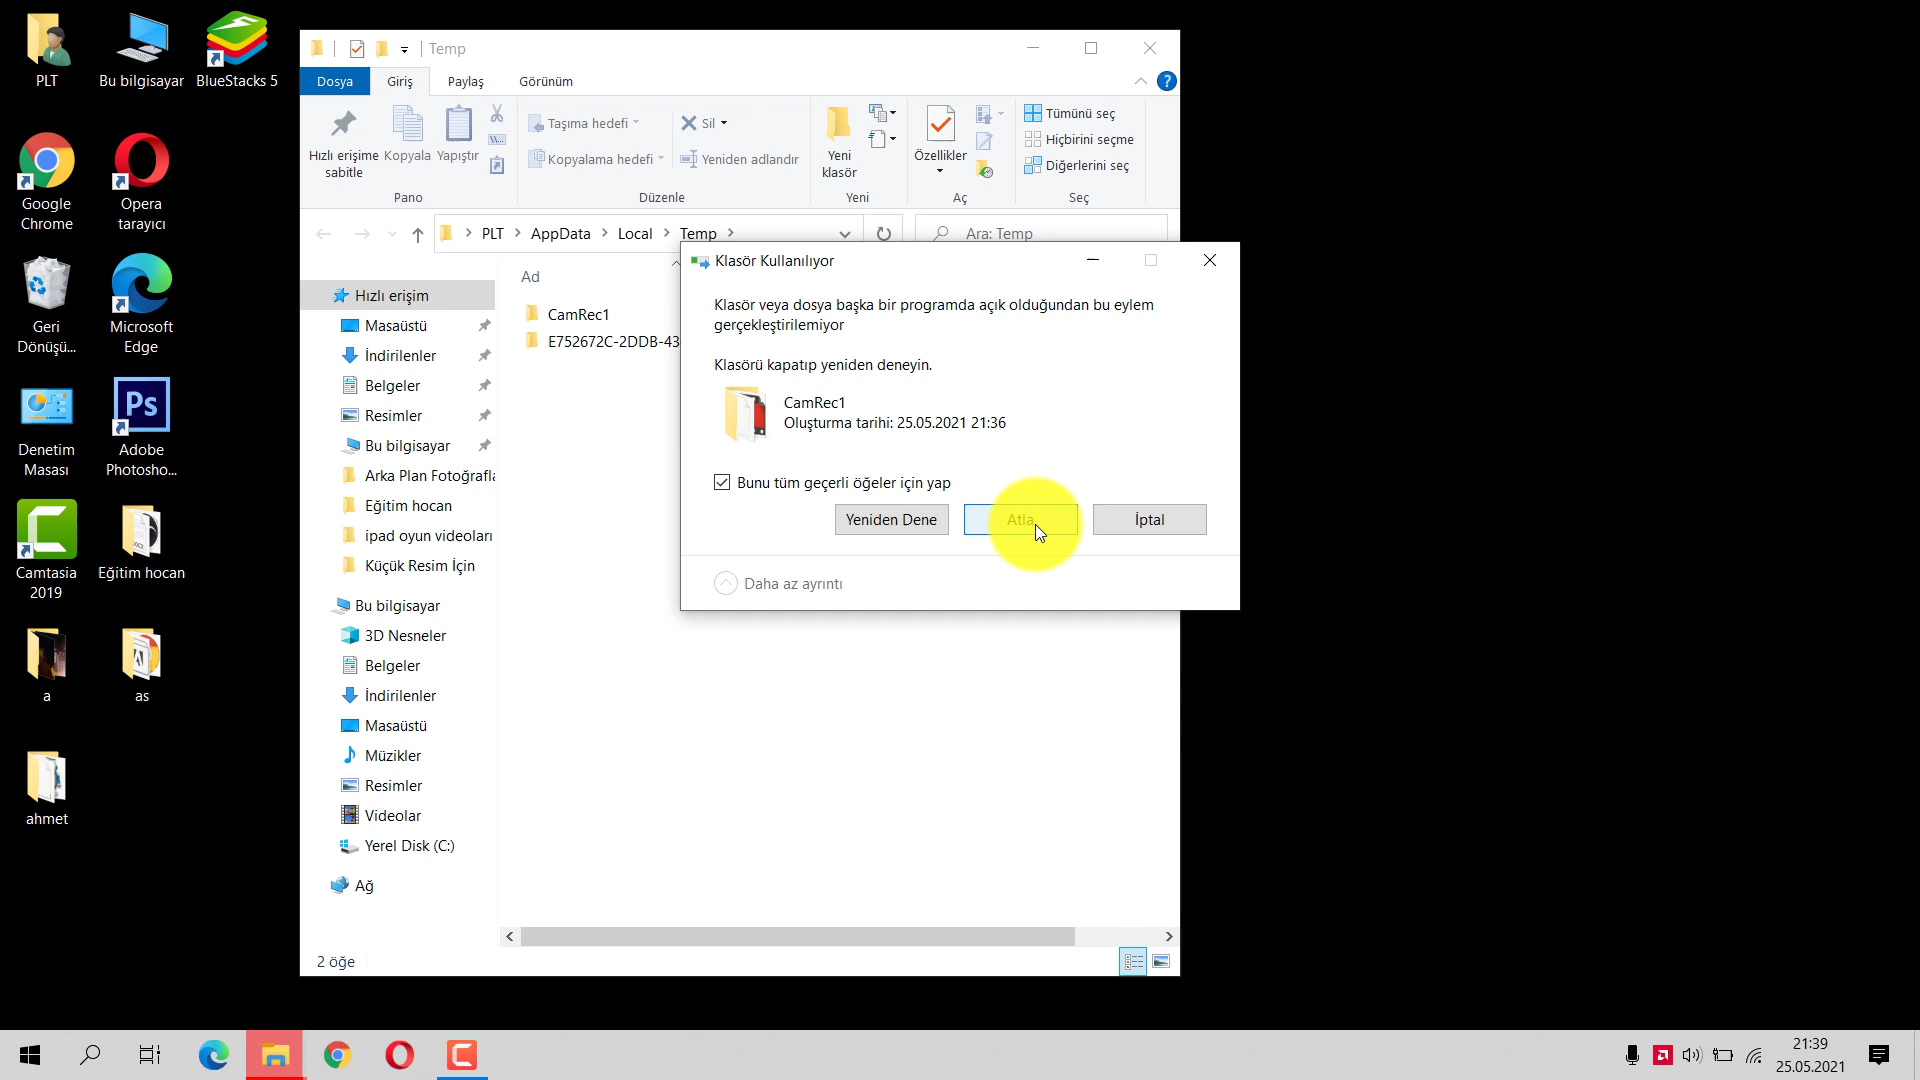 PLT
Bu bilgisayar
BlueStacks 5
Google
Chrome
Opera
tarayıcı
Geri
Dönüşü...
Microsoft
Edge
Denetim
Masası
Ps
Adobe
Photosho...
Camtasia
2019
Eğitim hocan
a
as
ahmet
Temp
Dosya
Giriş
Paylaş
Görünüm
?
Hızlı erişime
sabitle
Kopyala
Yapıştır
Pano
Taşıma hedefi
Kopyalama hedefi
Sil
Yeniden adlandır
Düzenle
Yeni
klasör
Yeni
Özellikler
Aç
Tümünü seç
Hiçbirini seçme
Diğerlerini seç
Seç
PLT
AppData
Local
Temp
Ara: Temp
Hızlı erişim
Masaüstü
İndirilenler
Belgeler
Resimler
Bu bilgisayar
Arka Plan Fotoğrafla
Eğitim hocan
ipad oyun videoları
Küçük Resim İçin
Bu bilgisayar
3D Nesneler
Belgeler
İndirilenler
Masaüstü
Müzikler
Resimler
Videolar
Yerel Disk (C:)
Ağ
Ad
CamRec1
E752672C-2DDB-43
2 öğe
Klasör Kullanılıyor
Klasör veya dosya başka bir programda açık olduğundan bu eylem
gerçekleştirilemiyor
Klasörü kapatıp yeniden deneyin.
CamRec1
Oluşturma tarihi: 25.05.2021 21:36
Bunu tüm geçerli öğeler için yap
Yeniden Dene
Atla
İptal
Daha az ayrıntı
21:39
25.05.2021